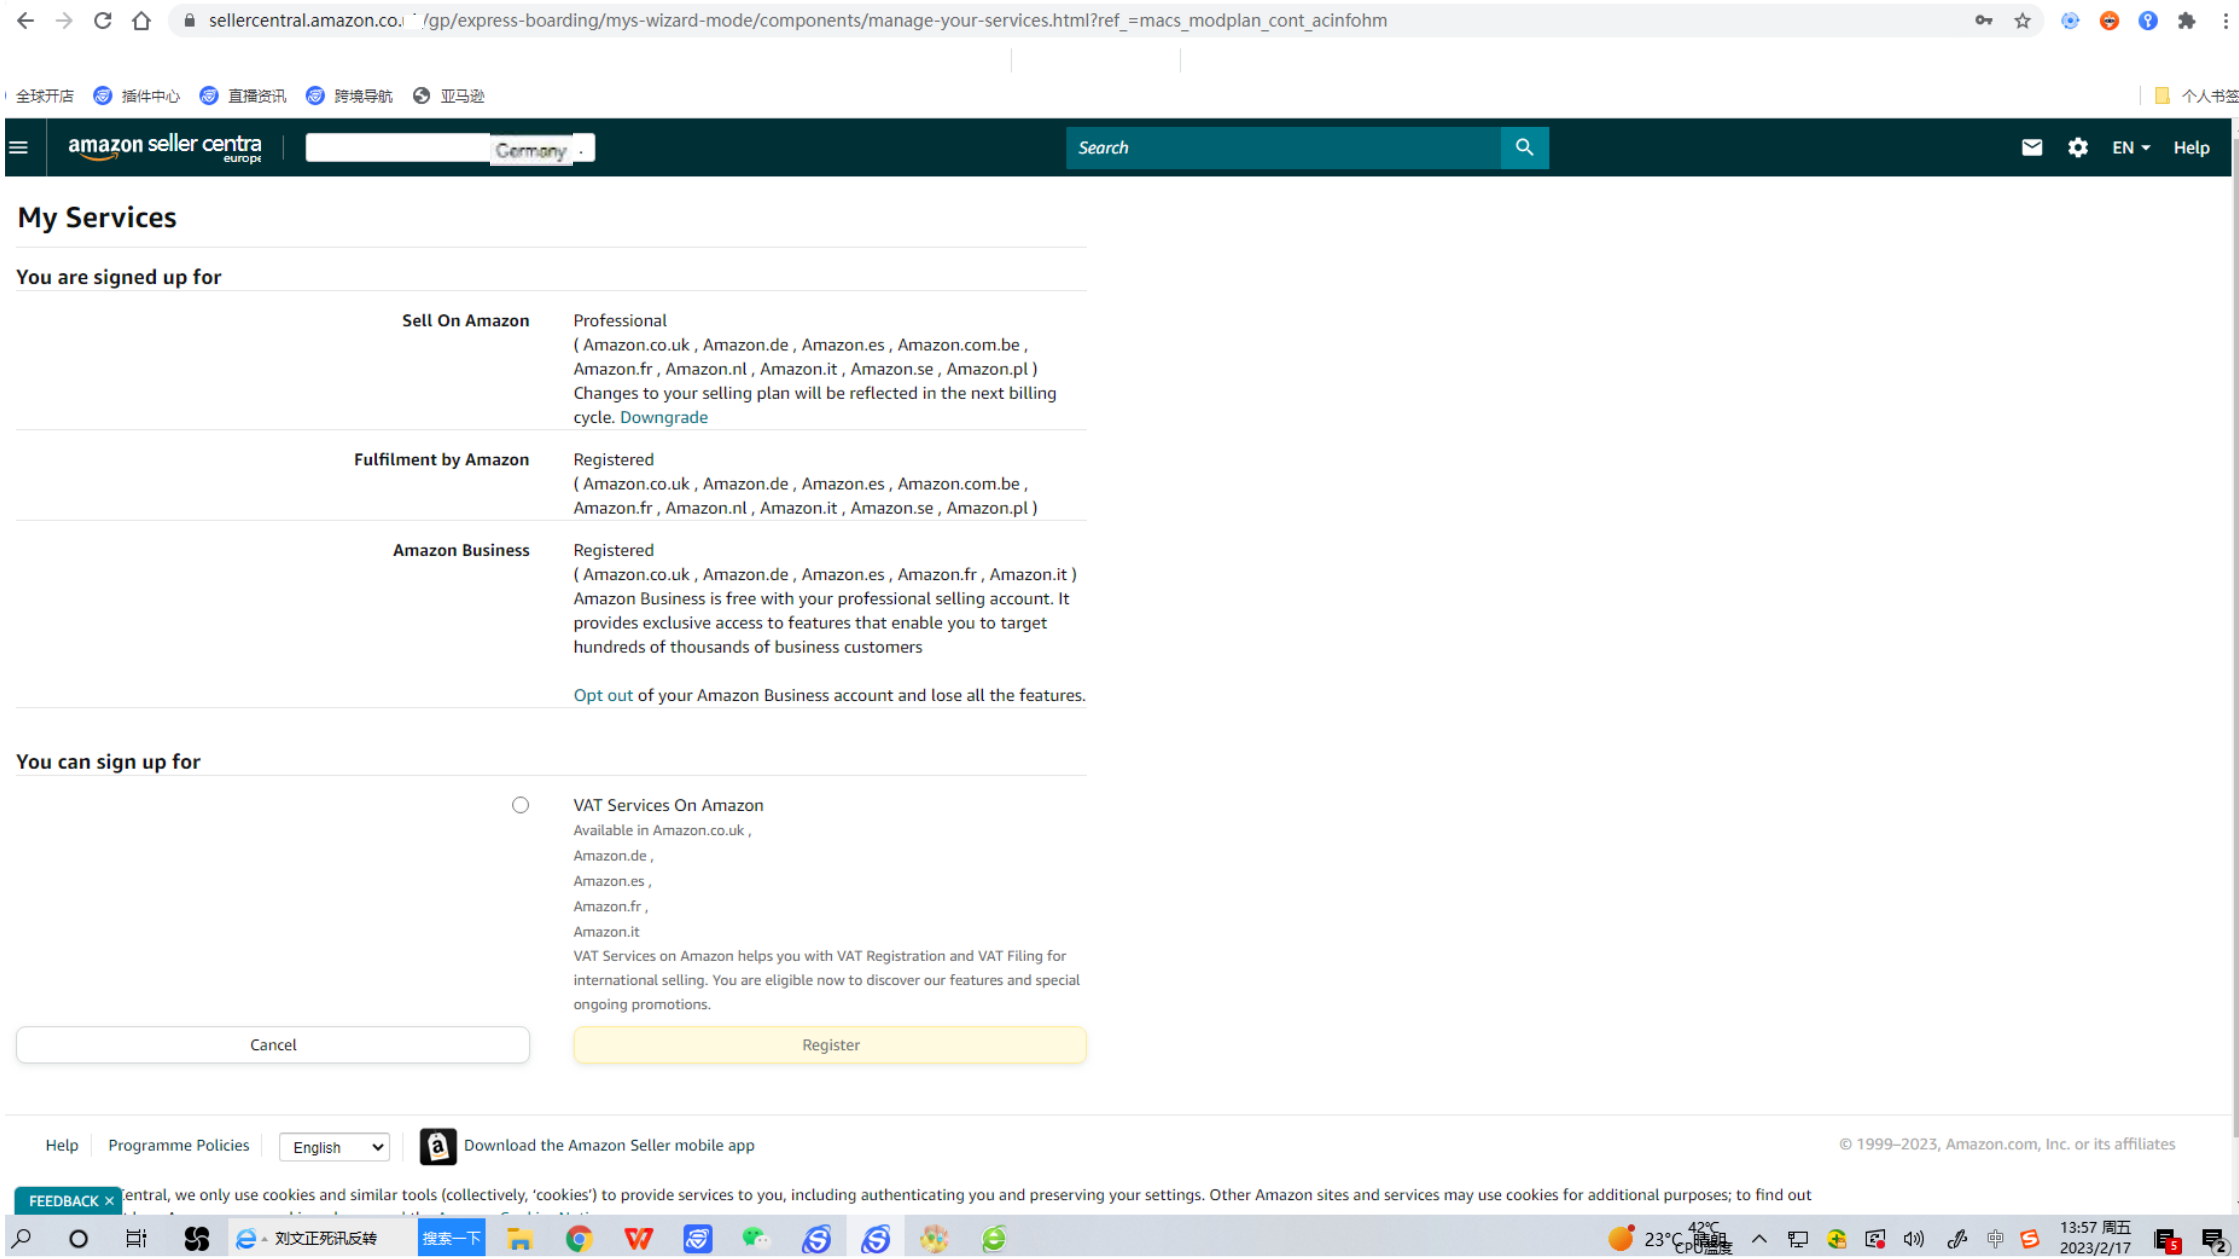 sellercentral.amazon.co. /gp/express-boarding/mys-wizard-mode/components/manage-your-services.html?ref_=macs_modplan_cont_acinfohm
全球开店 插件中心 直播资讯 跨境导航 亚马逊 个人书签
amazon seller central europe Germany Search EN Help
My Services
You are signed up for
Sell On Amazon Professional
( Amazon.co.uk , Amazon.de , Amazon.es , Amazon.com.be ,
Amazon.fr , Amazon.nl , Amazon.it , Amazon.se , Amazon.pl )
Changes to your selling plan will be reflected in the next billing
cycle. Downgrade
Fulfilment by Amazon Registered
( Amazon.co.uk , Amazon.de , Amazon.es , Amazon.com.be ,
Amazon.fr , Amazon.nl , Amazon.it , Amazon.se , Amazon.pl )
Amazon Business Registered
( Amazon.co.uk , Amazon.de , Amazon.es , Amazon.fr , Amazon.it )
Amazon Business is free with your professional selling account. It
provides exclusive access to features that enable you to target
hundreds of thousands of business customers
Opt out of your Amazon Business account and lose all the features.
You can sign up for
VAT Services On Amazon
Available in Amazon.co.uk ,
Amazon.de ,
Amazon.es ,
Amazon.fr ,
Amazon.it
VAT Services on Amazon helps you with VAT Registration and VAT Filing for
international selling. You are eligible now to discover our features and special
ongoing promotions.
Cancel Register
Help Programme Policies English Download the Amazon Seller mobile app © 1999–2023, Amazon.com, Inc. or its affiliates
FEEDBACK × Central, we only use cookies and similar tools (collectively, ‘cookies’) to provide services to you, including authenticating you and preserving your settings. Other Amazon sites and services may use cookies for additional purposes; to find out
刘文正死讯反转 搜索一下 23°C 晴朗 42℃ CPU温度 中 13:57 周五
2023/2/17 5 2